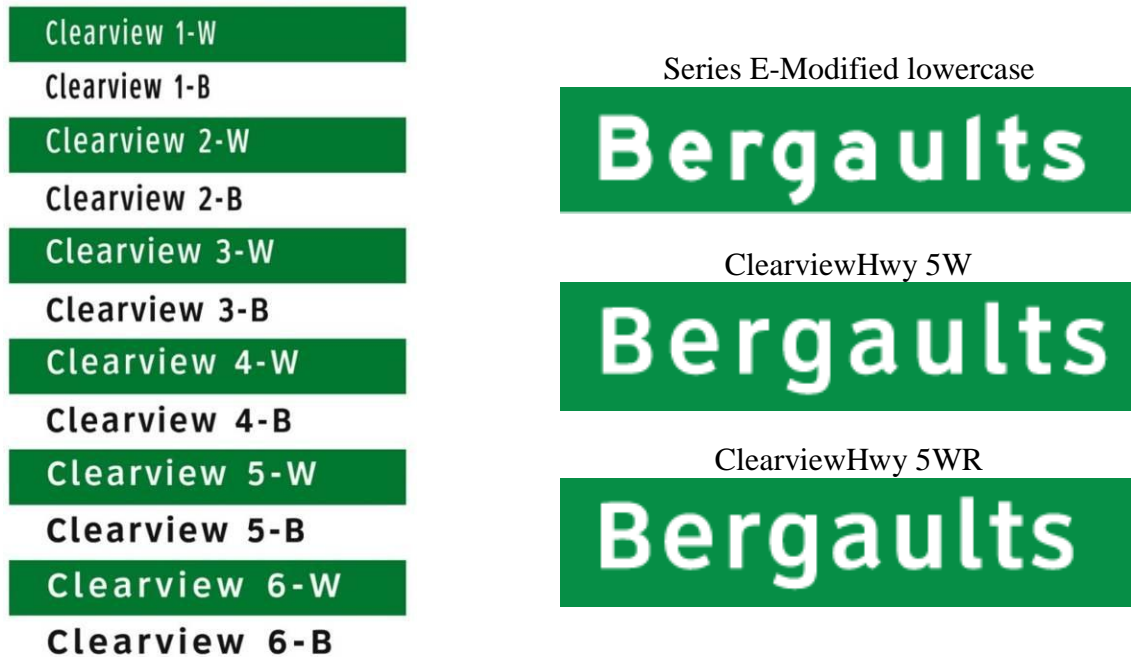 Clearview 1-W
Clearview 1-B
Clearview 2-W
Clearview 2-B
Clearview 3-W
Clearview 3-B
Clearview 4-W
Clearview 4-B
Clearview 5-W
Clearview 5-B
Clearview 6-W
Clearview 6-B
Series E-Modified lowercase
Bergaults
ClearviewHwy 5W
Bergaults
ClearviewHwy 5WR
Bergaults